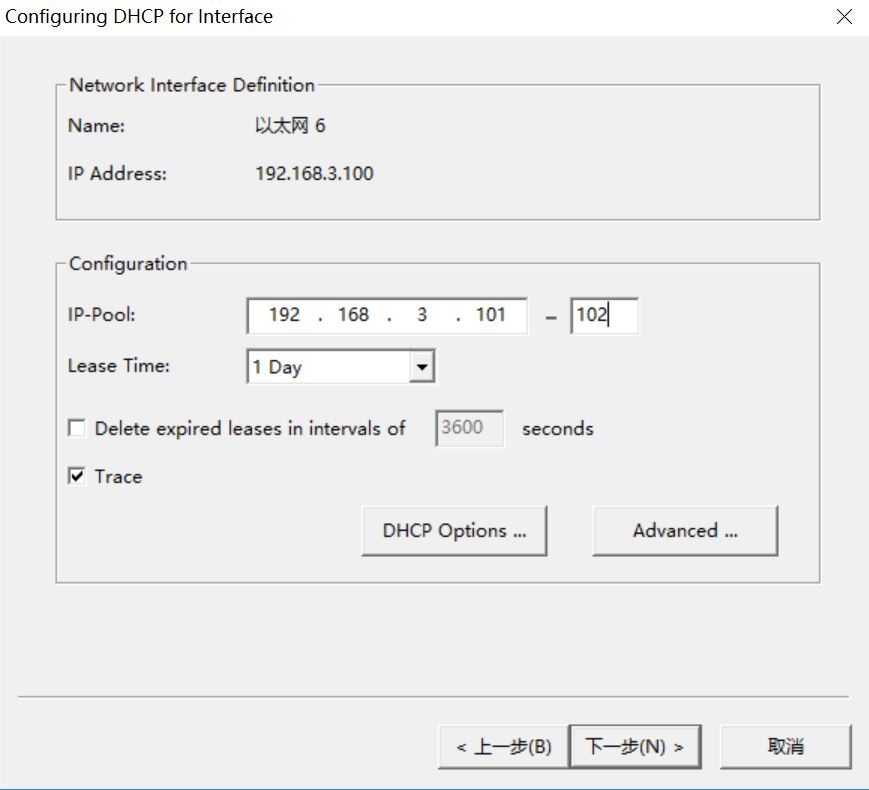 Configuring DHCP for Interface
Network Interface Definition
Name: 以太网 6
IP Address: 192.168.3.100
Configuration
IP-Pool: 192 . 168 . 3 . 101 – 102
Lease Time: 1 Day
Delete expired leases in intervals of 3600 seconds
Trace
DHCP Options ... Advanced ...
< 上一步(B) 下一步(N) > 取消